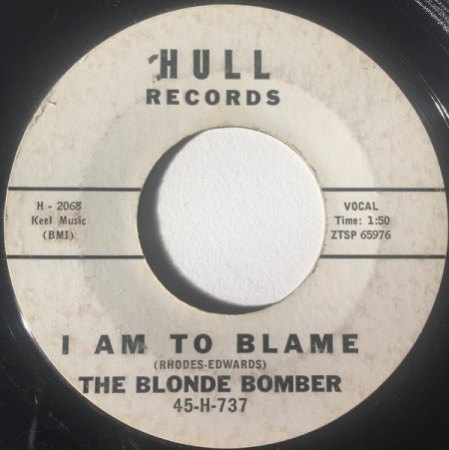 HULL
RECORDS
H - 2068
Keel Music
(BMI)
VOCAL
Time: 1:50
ZTSP 65976
I AM TO BLAME
(RHODES-EDWARDS)
THE BLONDE BOMBER
45-H-737